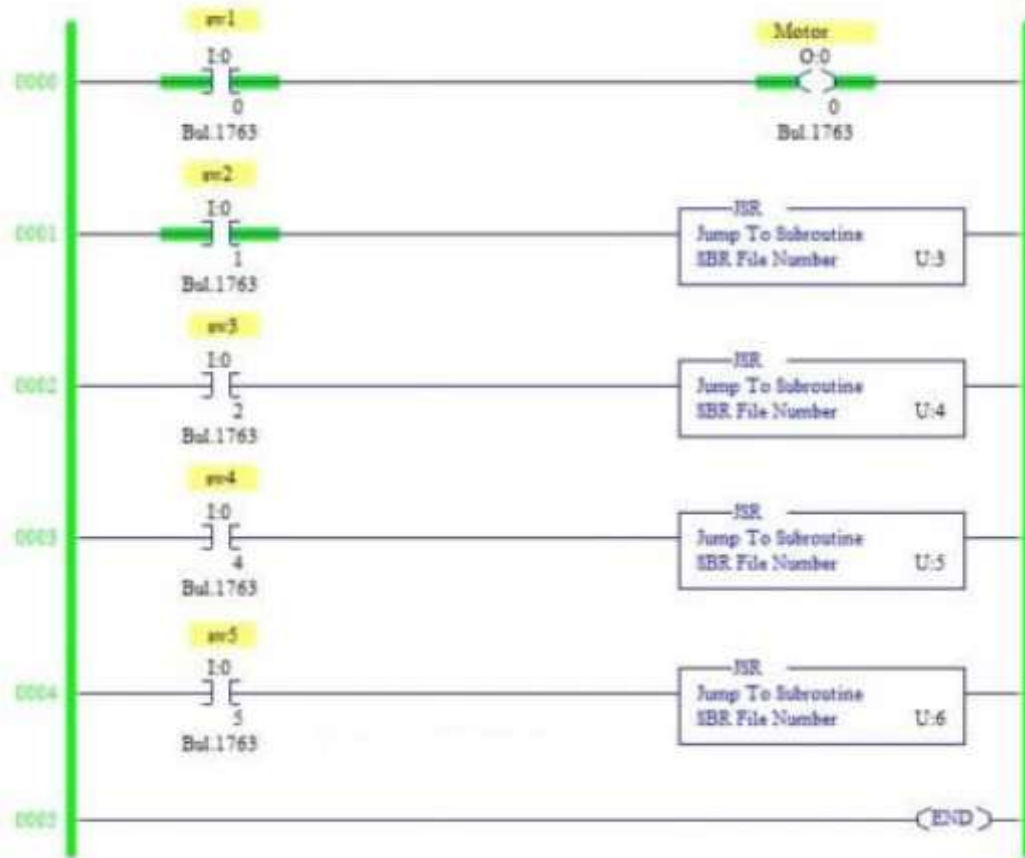 sw1
Motor
I:0
O:0
0000
0
0
Bul.1763
Bul.1763
sw2
I:0
JSR
0001
Jump To Subroutine
SBR File Number U:3
1
Bul.1763
sw3
I:0
JSR
0002
Jump To Subroutine
SBR File Number U:4
2
Bul.1763
sw4
I:0
JSR
0003
Jump To Subroutine
SBR File Number U:5
4
Bul.1763
sw5
I:0
JSR
0004
Jump To Subroutine
SBR File Number U:6
5
Bul.1763
0005
END